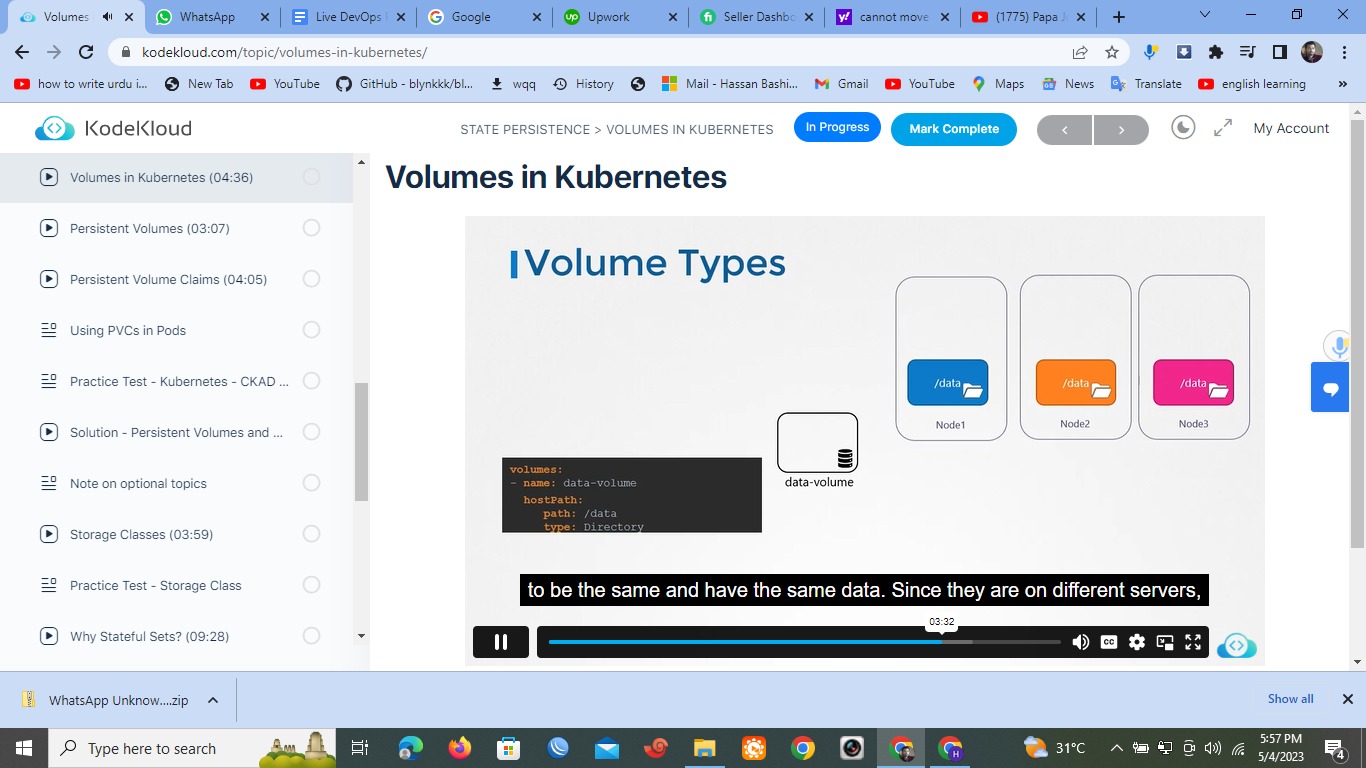 Volumes
WhatsApp
Live DevOps
Google
Upwork
Seller Dashbo
cannot move
(1775) Papa J
kodekloud.com/topic/volumes-in-kubernetes/
how to write urdu i...
New Tab
YouTube
GitHub - blynkkk/bl...
wqq
History
Mail - Hassan Bashi...
Gmail
YouTube
Maps
News
Translate
english learning
»
KodeKloud
STATE PERSISTENCE > VOLUMES IN KUBERNETES
In Progress
Mark Complete
My Account
Volumes in Kubernetes (04:36)
Persistent Volumes (03:07)
Persistent Volume Claims (04:05)
Using PVCs in Pods
Practice Test - Kubernetes - CKAD ...
Solution - Persistent Volumes and ...
Note on optional topics
Storage Classes (03:59)
Practice Test - Storage Class
Why Stateful Sets? (09:28)
Volumes in Kubernetes
Volume Types
/data
/data
/data
Node1
Node2
Node3
data-volume
volumes:
- name: data-volume
hostPath:
path: /data
type: Directory
to be the same and have the same data. Since they are on different servers,
03:32
CC
WhatsApp Unknow....zip
Show all
Type here to search
31°C
5:57 PM
5/4/2023
4